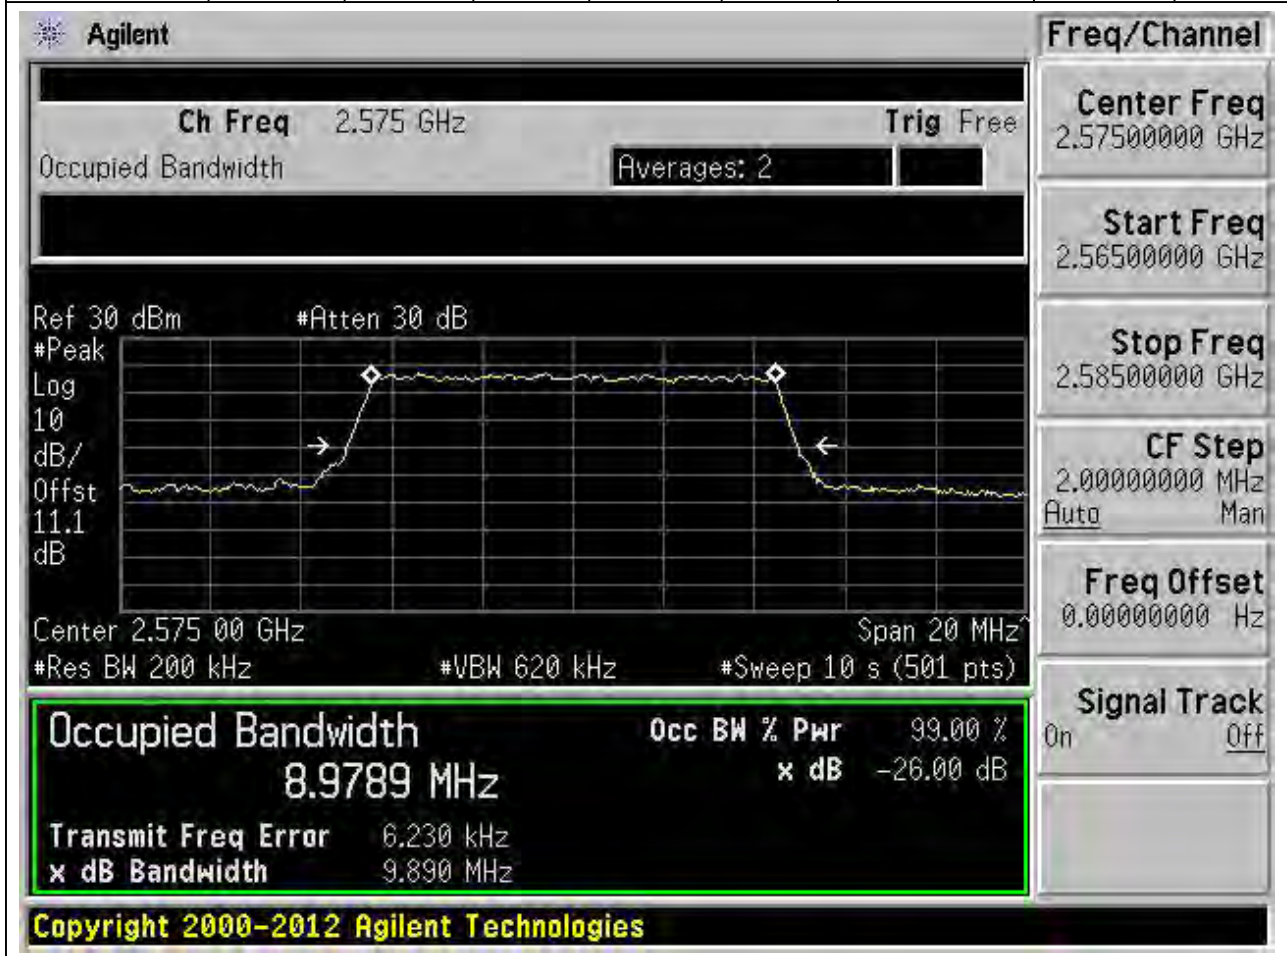 Agilent
Freq/Channel
Ch Freq 2.575 GHz Trig Free
Occupied Bandwidth Averages: 2
Center Freq
2.57500000 GHz
Start Freq
2.56500000 GHz
Stop Freq
2.58500000 GHz
CF Step
2.00000000 MHz
Auto Man
Freq Offset
0.00000000 Hz
Signal Track
On Off
Ref 30 dBm #Atten 30 dB
#Peak
Log
10
dB/
Offst
11.1
dB
Center 2.575 00 GHz Span 20 MHz^
#Res BW 200 kHz #VBW 620 kHz #Sweep 10 s (501 pts)
Occupied Bandwidth Occ BW % Pwr 99.00 %
8.9789 MHz x dB -26.00 dB
Transmit Freq Error 6.230 kHz
x dB Bandwidth 9.890 MHz
Copyright 2000-2012 Agilent Technologies